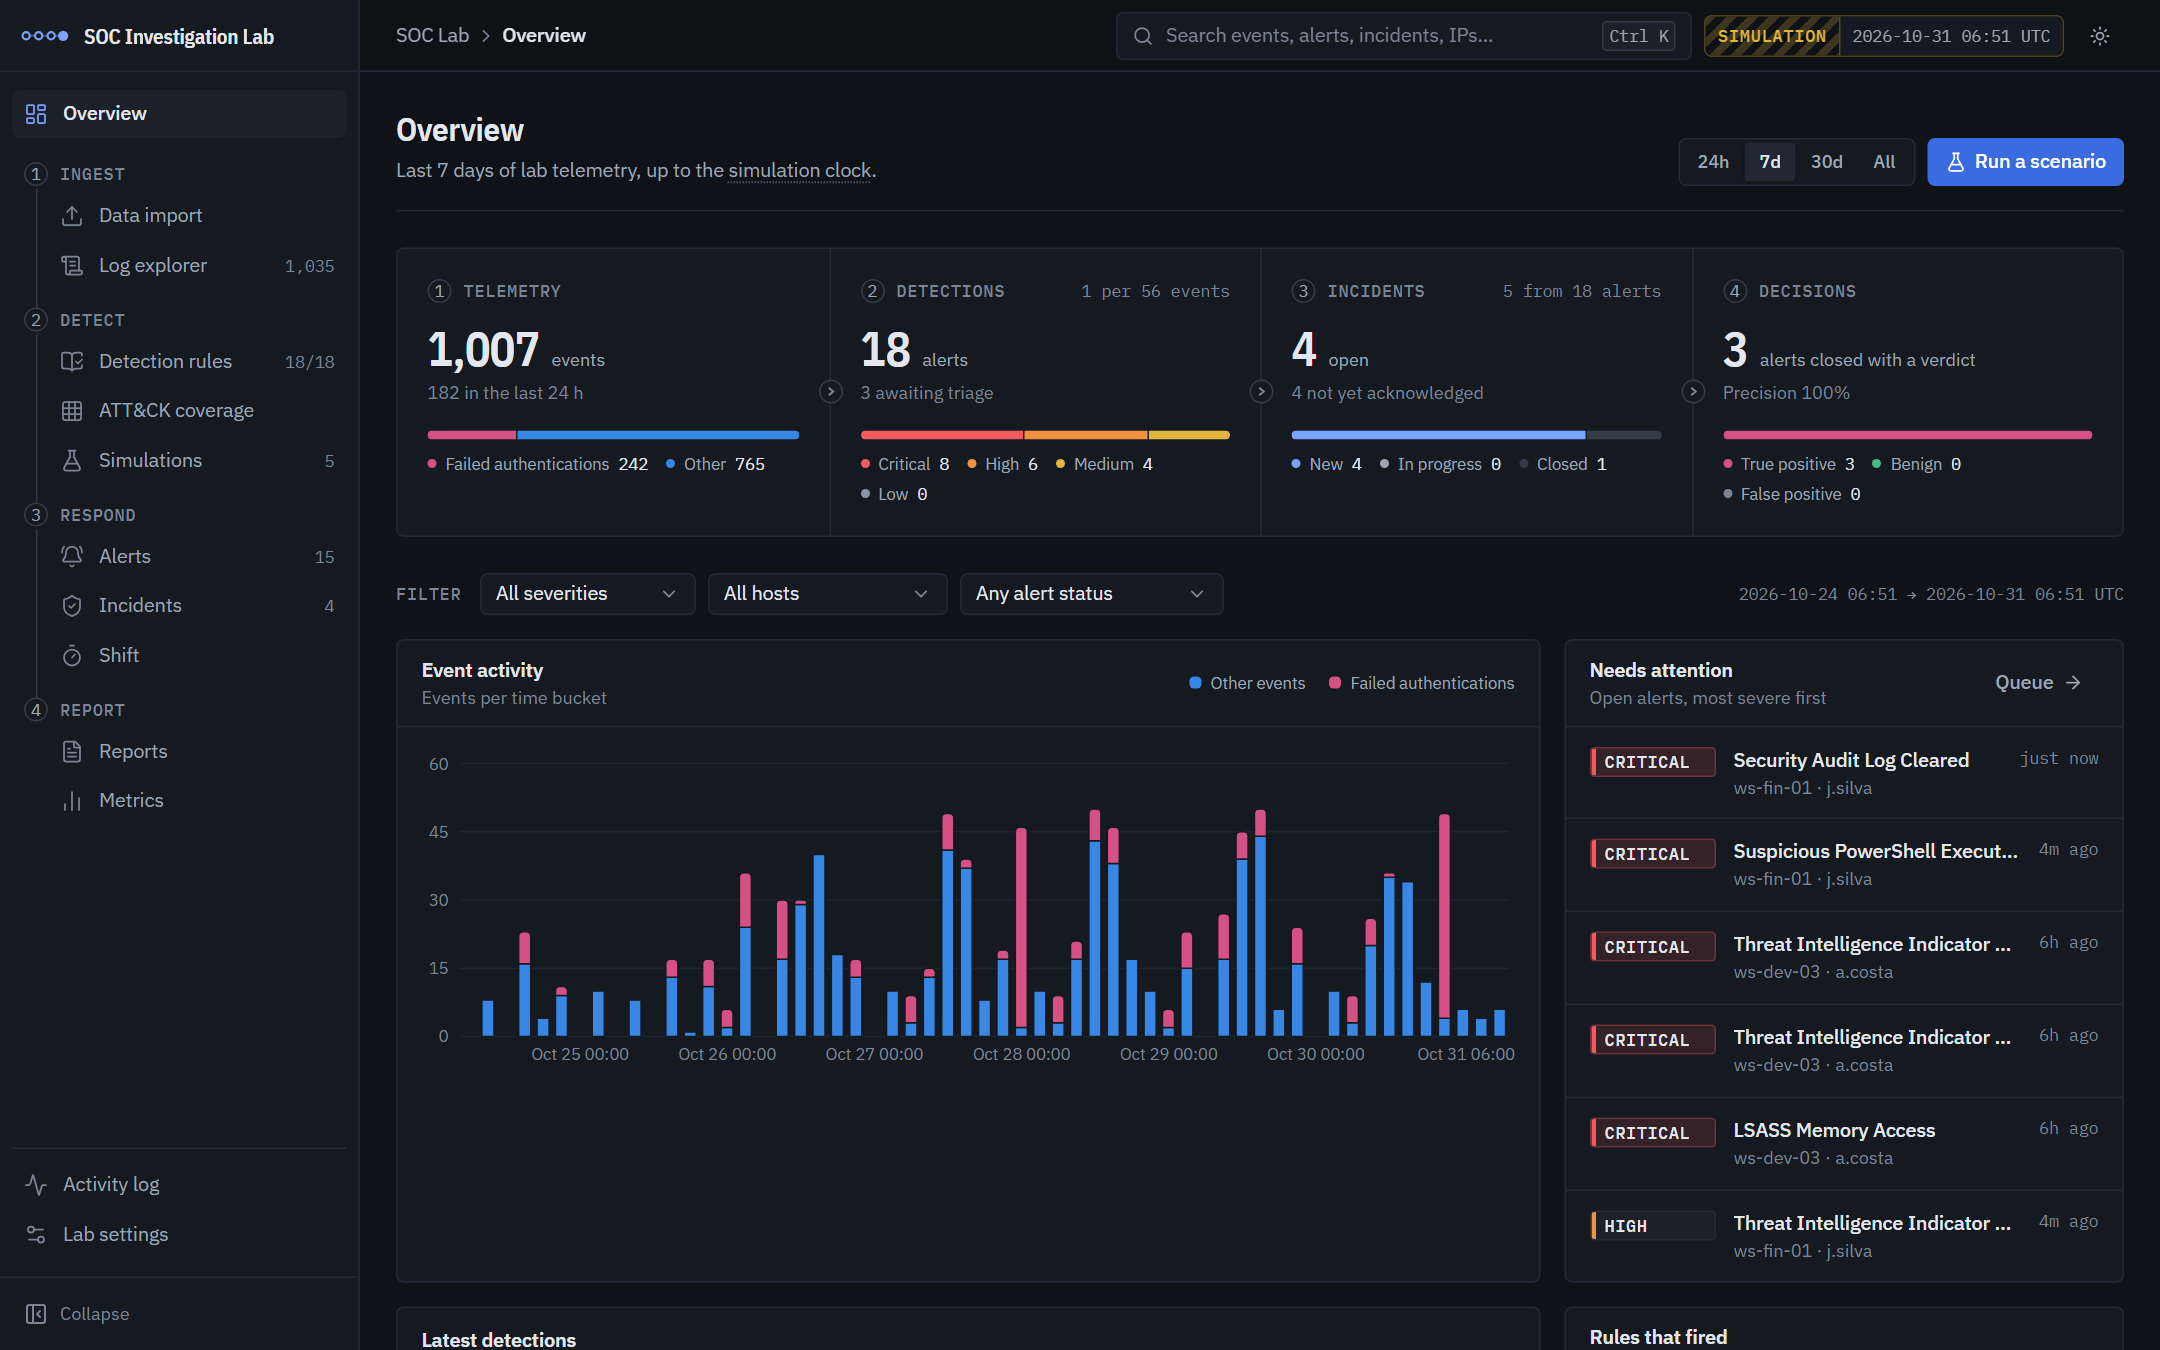 SOC Investigation Lab
SOC Lab > Overview
Search events, alerts, incidents, IPs...
Ctrl K
SIMULATION
2026-10-31 06:51 UTC
Overview
1 INGEST
Data import
Log explorer 1,035
2 DETECT
Detection rules 18/18
ATT&CK coverage
Simulations 5
3 RESPOND
Alerts 15
Incidents 4
Shift
4 REPORT
Reports
Metrics
Activity log
Lab settings
Collapse
Overview
Last 7 days of lab telemetry, up to the simulation clock.
24h 7d 30d All
Run a scenario
1 TELEMETRY
1,007 events
182 in the last 24 h
Failed authentications 242 Other 765
2 DETECTIONS 1 per 56 events
18 alerts
3 awaiting triage
Critical 8 High 6 Medium 4
Low 0
3 INCIDENTS 5 from 18 alerts
4 open
4 not yet acknowledged
New 4 In progress 0 Closed 1
4 DECISIONS
3 alerts closed with a verdict
Precision 100%
True positive 3 Benign 0
False positive 0
FILTER All severities All hosts Any alert status
2026-10-24 06:51 → 2026-10-31 06:51 UTC
Event activity
Events per time bucket
Other events Failed authentications
60
45
30
15
0
Oct 25 00:00 Oct 26 00:00 Oct 27 00:00 Oct 28 00:00 Oct 29 00:00 Oct 30 00:00 Oct 31 06:00
Needs attention
Open alerts, most severe first
Queue →
CRITICAL Security Audit Log Cleared just now
ws-fin-01 · j.silva
CRITICAL Suspicious PowerShell Execut... 4m ago
ws-fin-01 · j.silva
CRITICAL Threat Intelligence Indicator ... 6h ago
ws-dev-03 · a.costa
CRITICAL Threat Intelligence Indicator ... 6h ago
ws-dev-03 · a.costa
CRITICAL LSASS Memory Access 6h ago
ws-dev-03 · a.costa
HIGH Threat Intelligence Indicator ... 4m ago
ws-fin-01 · j.silva
Latest detections
Rules that fired